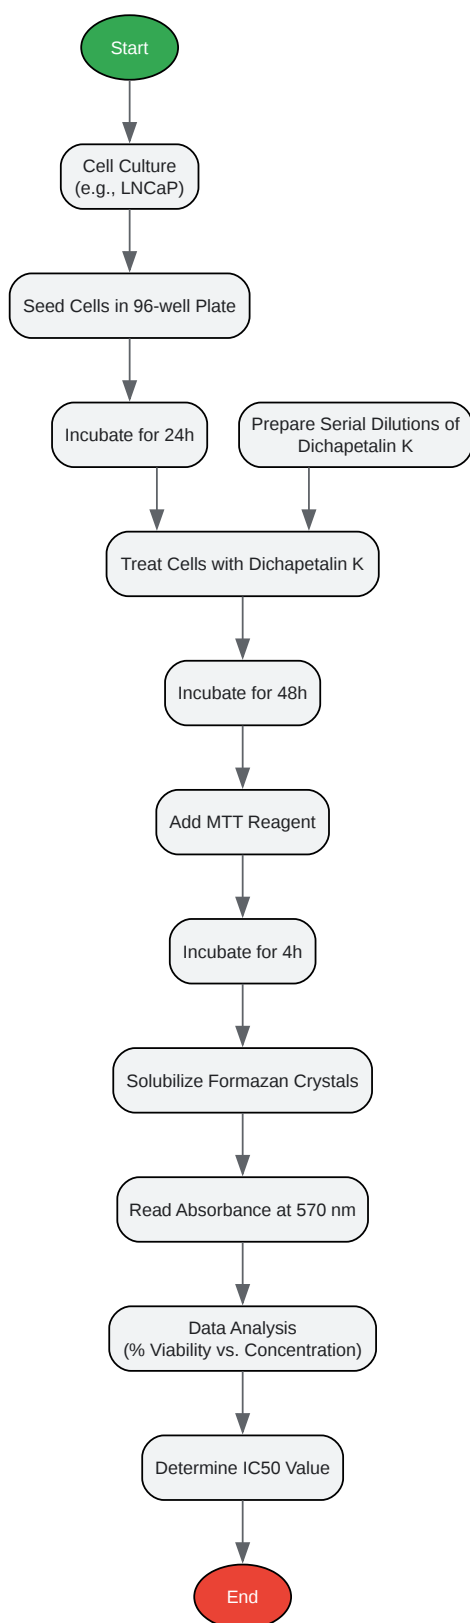 Start
Cell Culture
(e.g., LNCaP)
Seed Cells in 96-well Plate
Incubate for 24h
Prepare Serial Dilutions of
Dichapetalin K
Treat Cells with Dichapetalin K
Incubate for 48h
Add MTT Reagent
Incubate for 4h
Solubilize Formazan Crystals
Read Absorbance at 570 nm
Data Analysis
(% Viability vs. Concentration)
Determine IC50 Value
End